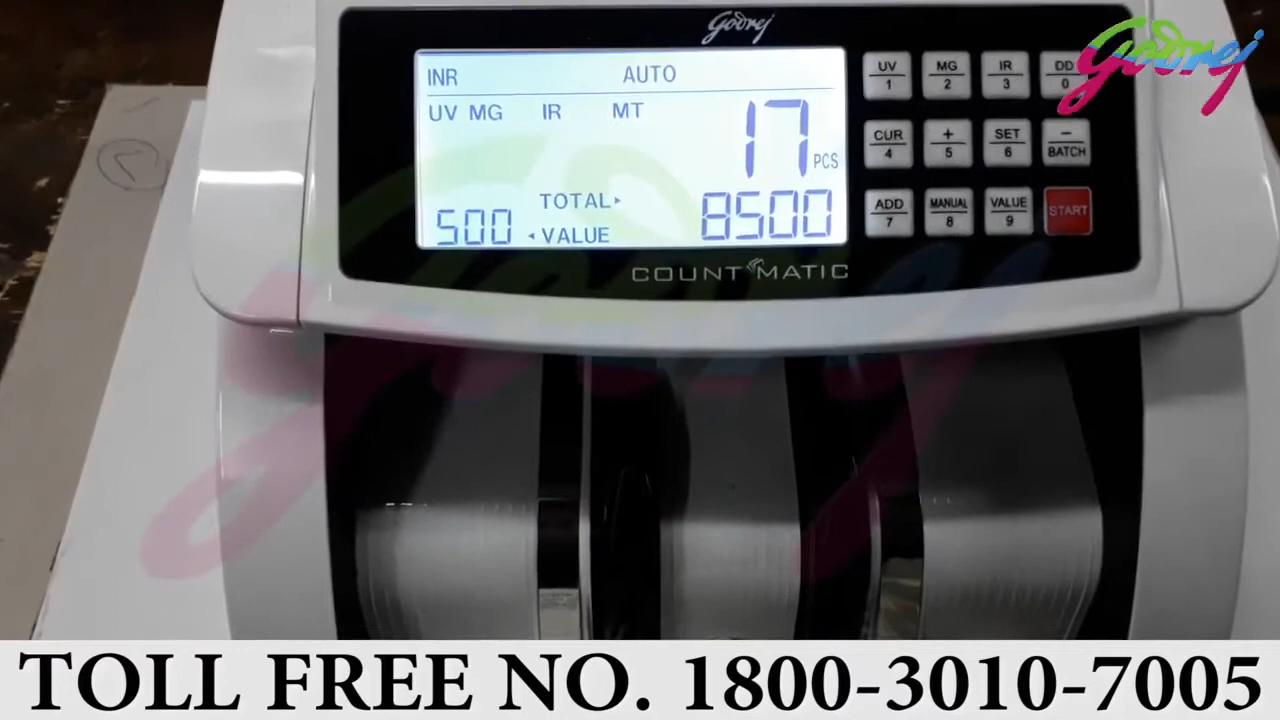 Godrej
Godrej
INR AUTO
UV MG IR MT 17 PCS
TOTAL▸ 8500
500 ◂VALUE
COUNT MATIC
UV 1 MG 2 IR 3 DD 0
CUR 4 + 5 SET 6 − BATCH
ADD 7 MANUAL 8 VALUE 9 START
Godrej
TOLL FREE NO. 1800-3010-7005